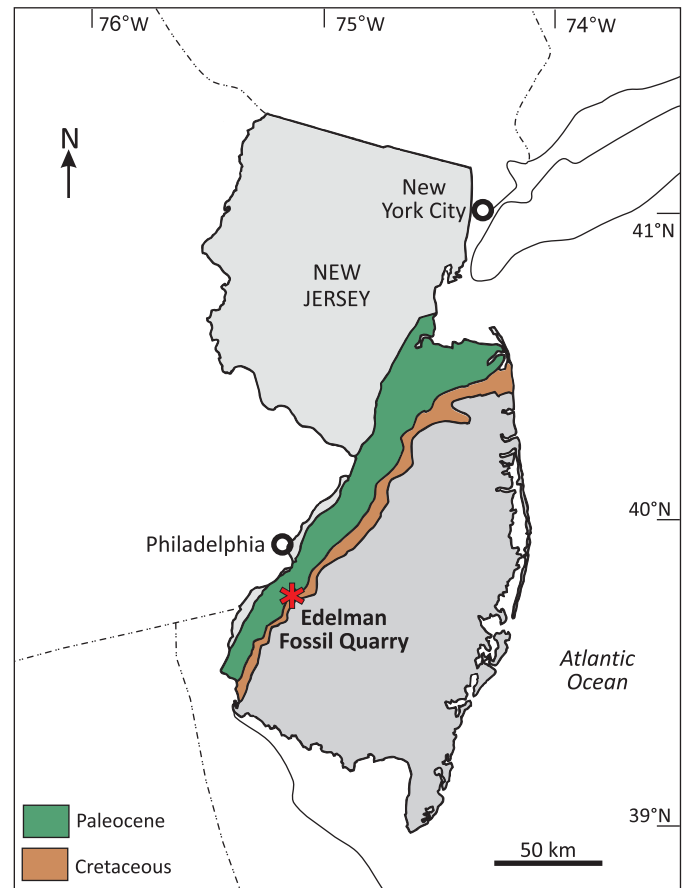 76°W
75°W
74°W
N
New
York City
41°N
NEW
JERSEY
40°N
Philadelphia
Edelman
Fossil Quarry
Atlantic
Ocean
39°N
Paleocene
Cretaceous
50 km